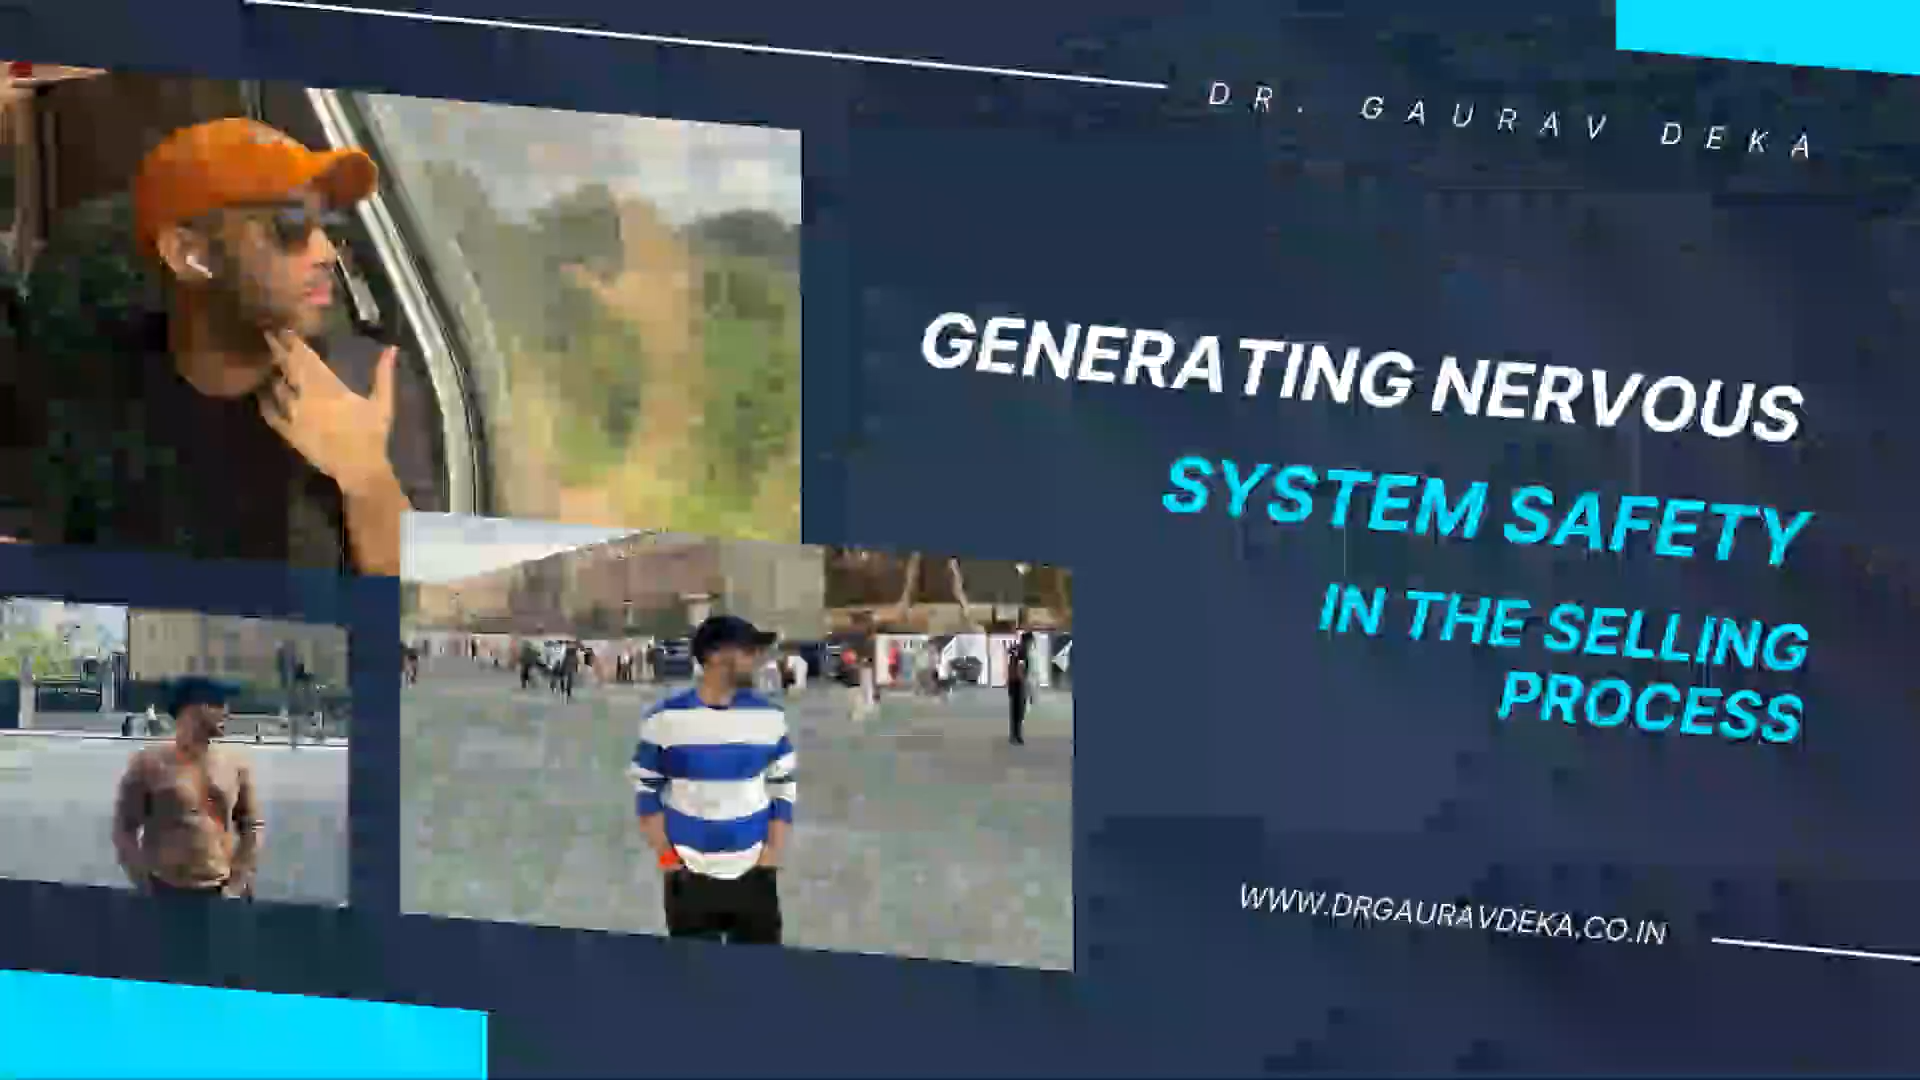 DR. GAURAV DEKA
GENERATING NERVOUS
SYSTEM SAFETY
IN THE SELLING
PROCESS
WWW.DRGAURAVDEKA.CO.IN